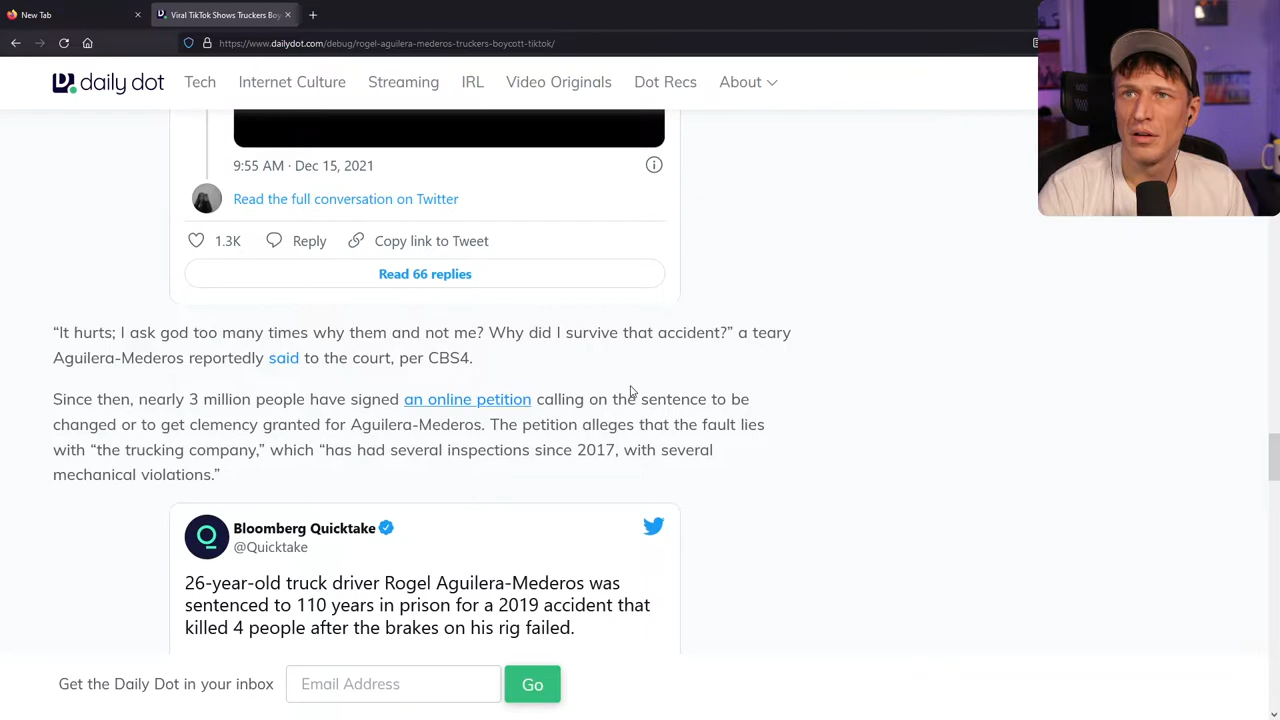 New Tab
Viral TikTok Shows Truckers Boy
https://www.dailydot.com/debug/rogel-aguilera-mederos-truckers-boycott-tiktok/
daily dot
Tech
Internet Culture
Streaming
IRL
Video Originals
Dot Recs
About
9:55 AM · Dec 15, 2021
Read the full conversation on Twitter
1.3K
Reply
Copy link to Tweet
Read 66 replies
“It hurts; I ask god too many times why them and not me? Why did I survive that accident?” a teary
Aguilera-Mederos reportedly said to the court, per CBS4.
Since then, nearly 3 million people have signed an online petition calling on the sentence to be
changed or to get clemency granted for Aguilera-Mederos. The petition alleges that the fault lies
with “the trucking company,” which “has had several inspections since 2017, with several
mechanical violations.”
Bloomberg Quicktake
@Quicktake
26-year-old truck driver Rogel Aguilera-Mederos was
sentenced to 110 years in prison for a 2019 accident that
killed 4 people after the brakes on his rig failed.
Get the Daily Dot in your inbox
Email Address
Go